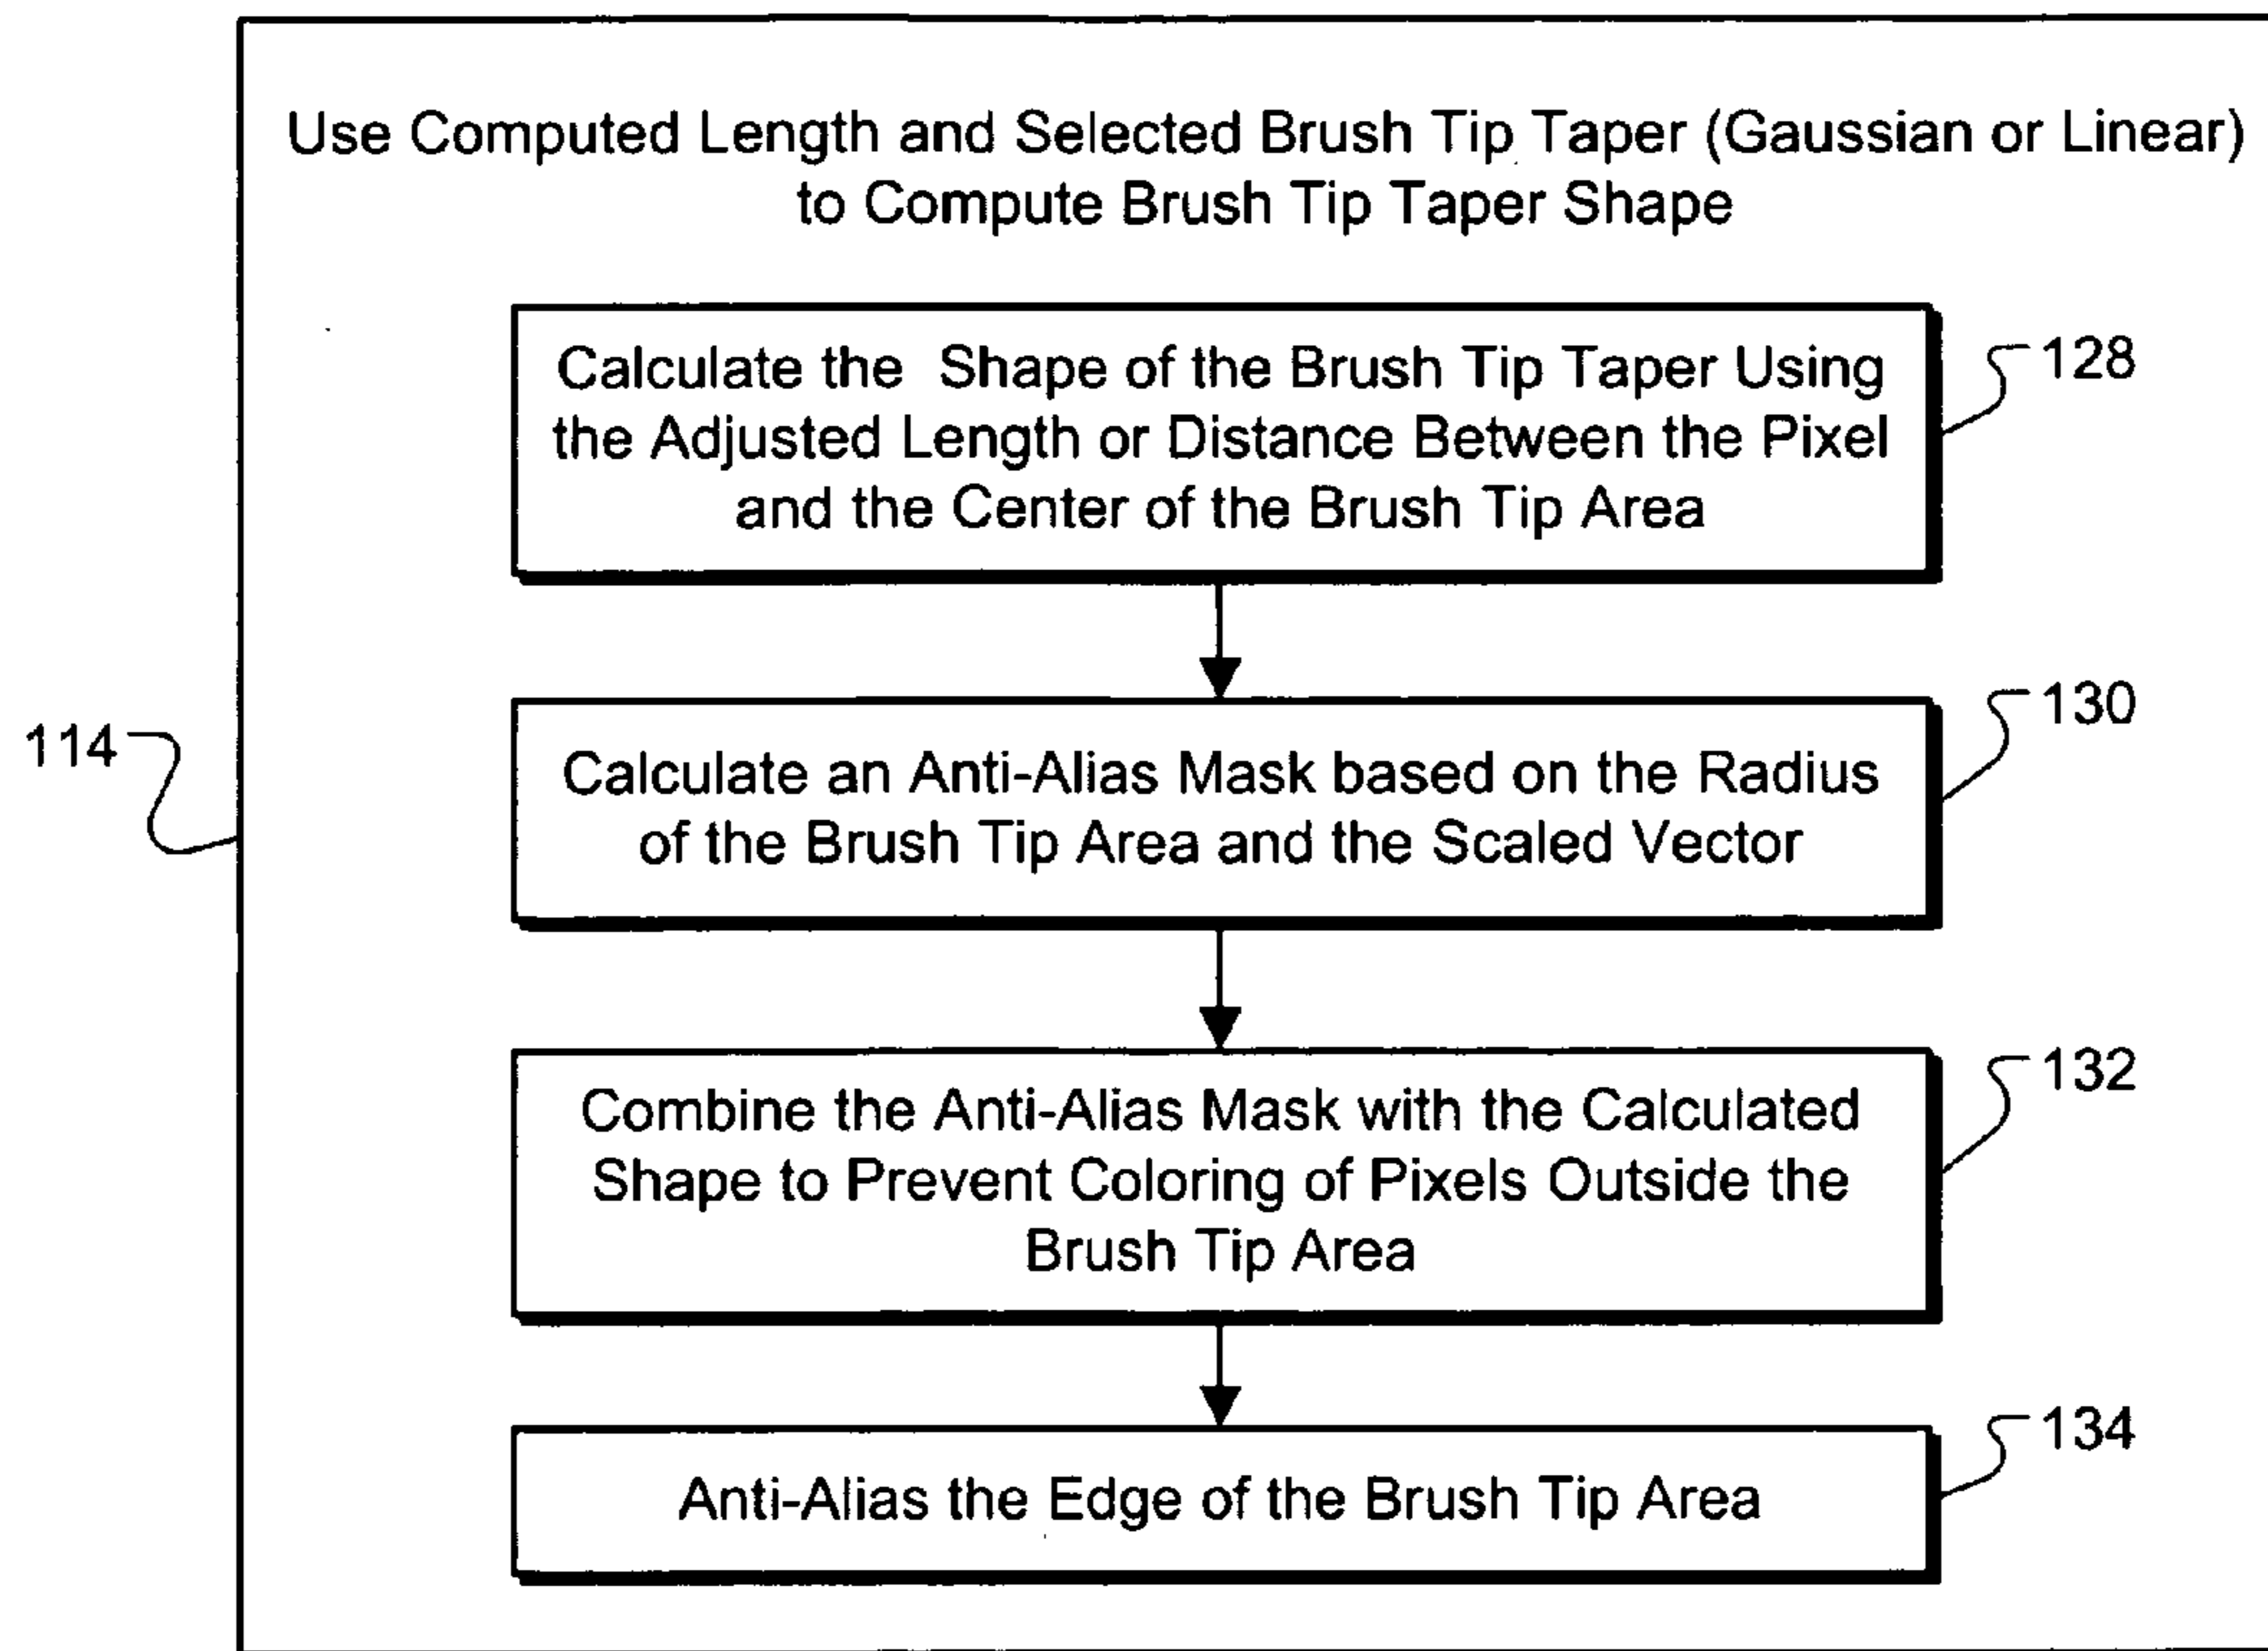 Use Computed Length and Selected Brush Tip Taper (Gaussian or Linear)
to Compute Brush Tip Taper Shape
Calculate the Shape of the Brush Tip Taper Using
the Adjusted Length or Distance Between the Pixel
and the Center of the Brush Tip Area
128
114
Calculate an Anti-Alias Mask based on the Radius
of the Brush Tip Area and the Scaled Vector
130
Combine the Anti-Alias Mask with the Calculated
Shape to Prevent Coloring of Pixels Outside the
Brush Tip Area
132
Anti-Alias the Edge of the Brush Tip Area
134